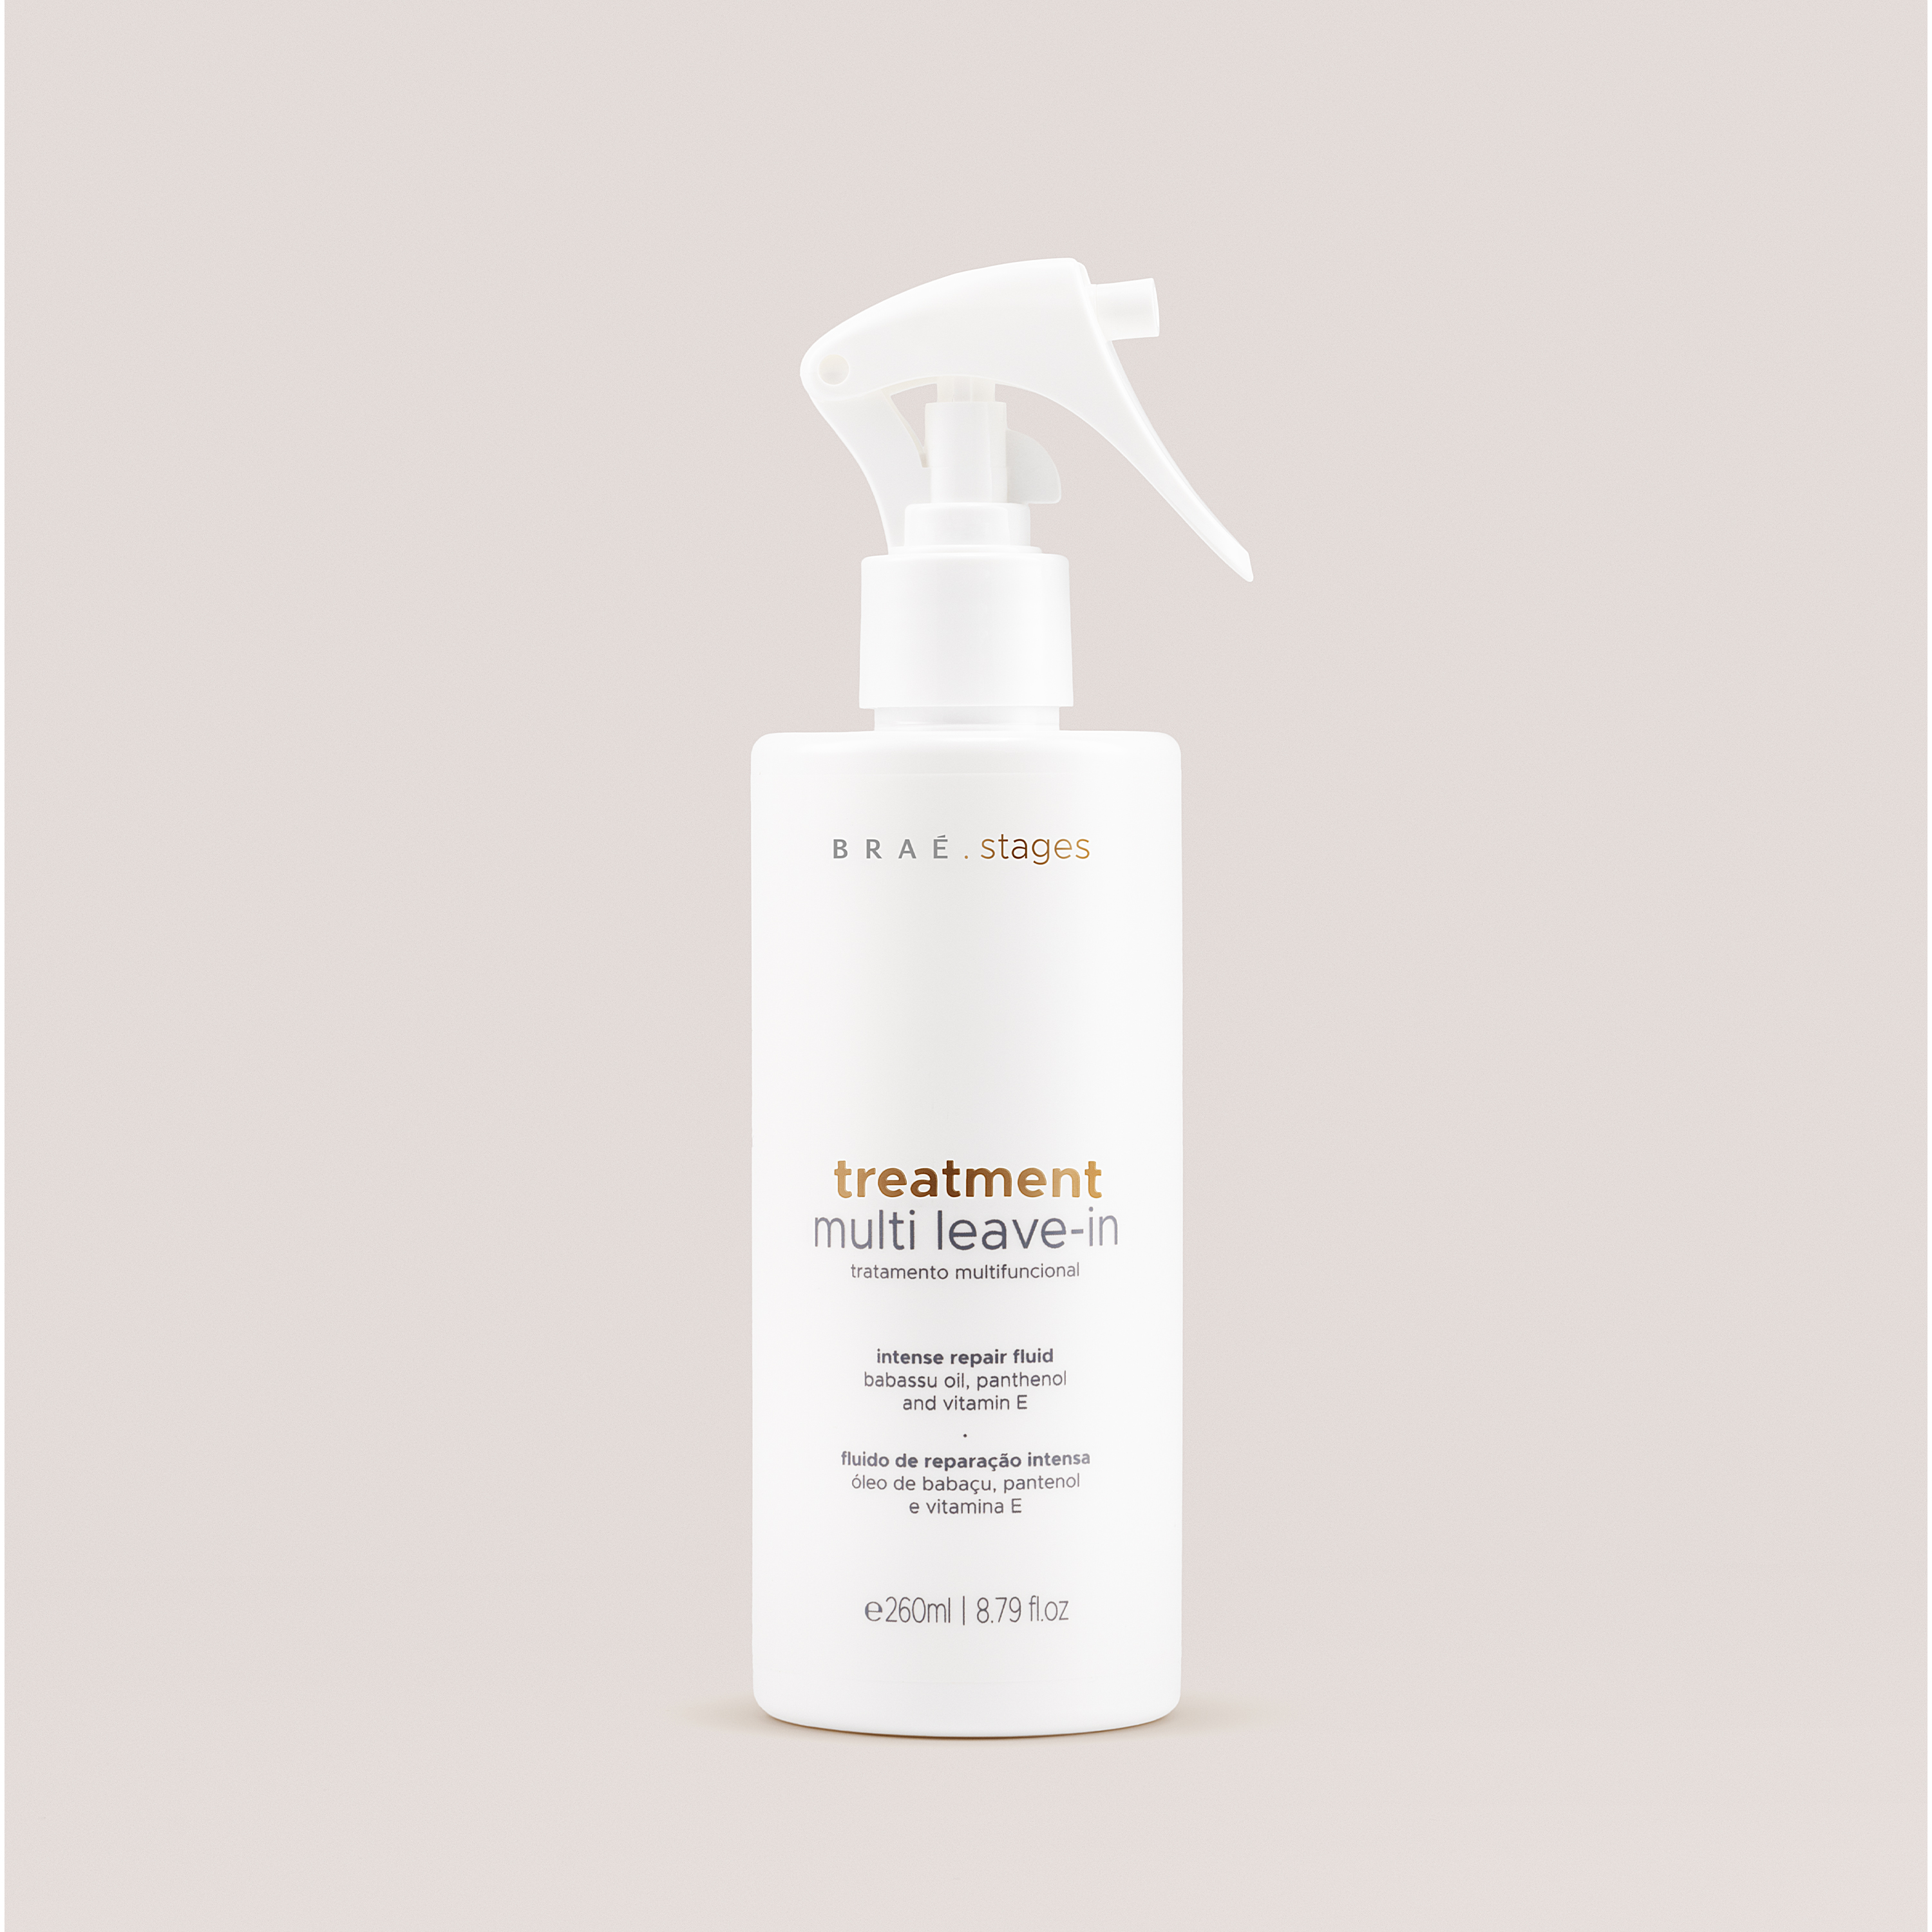 BRAÉ. stages
treatment
multi leave-in
tratamento multifuncional
intense repair fluid
babassu oil, panthenol
and vitamin E
.
fluido de reparação intensa
óleo de babaçu, pantenol
e vitamina E
℮260ml | 8.79 fl.oz